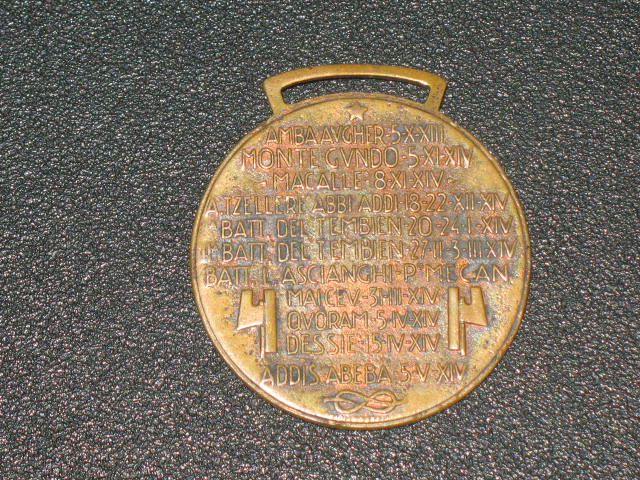 AMBA AVGHER·5·X·XIII
MONTE GVNDO·5·XI·XIV
MACALLE·8·XI·XIV
A·TZELLERE·ABBI ADDI·18-22·XII·XIV
I BATT. DEL TEMBIEN·20-24·I·XIV
II BATT. DEL TEMBIEN·27·II-3·III·XIV
BATT. L. ASCIANGHI-P. MECAN
MAICEV·31·III·XIV
QVORAM·5·IV·XIV
DESSIE·15·IV·XIV
ADDIS ABEBA·5·V·XIV